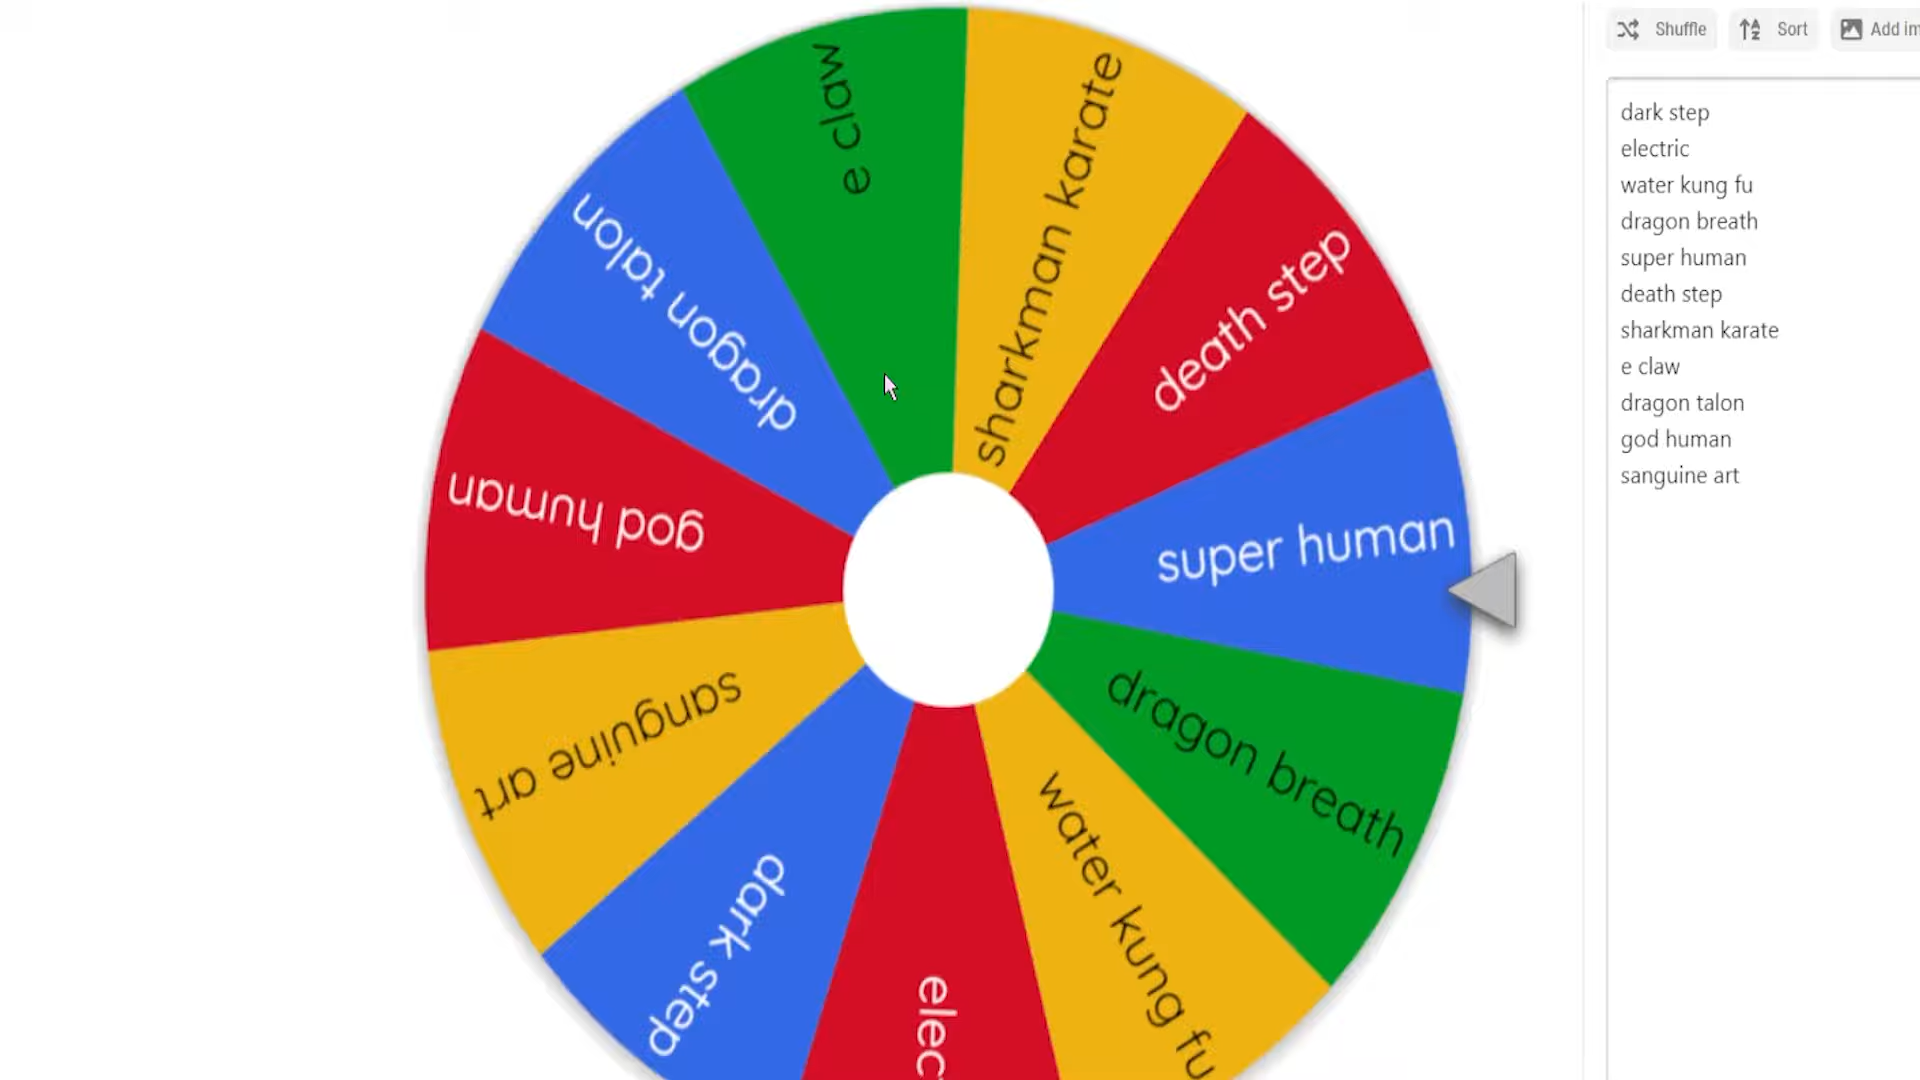 Shuffle
Sort
Add im
dark step
electric
water kung fu
dragon breath
super human
death step
sharkman karate
e claw
dragon talon
god human
sanguine art
e claw
sharkman karate
death step
super human
dragon breath
water kung fu
elec
dark step
sanguine art
god human
dragon talon